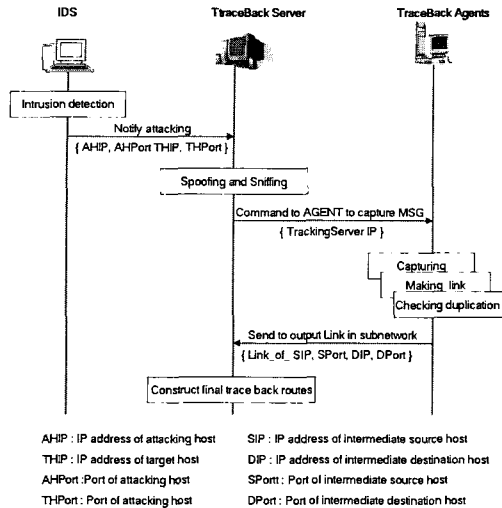 IDS
TtraceBack Server
TraceBack Agents
Intrusion detection
Notify attacking
{ AHIP, AHPort THIP, THPort }
Spoofing and Sniffing
Command to AGENT to capture MSG
{ TrackingServer IP }
Capturing
Making link
Checking duplication
Send to output Link in subnetwork
{ Link_of_ SIP, SPort, DIP, DPort }
Construct final trace back routes
AHIP : IP address of attacking host
SIP : IP address of intermediate source host
THIP : IP address of target host
DIP : IP address of intermediate destination host
AHPort : Port of attacking host
SPortt : Port of intermediate source host
THPort : Port of attacking host
DPort : Port of intermediate destination host